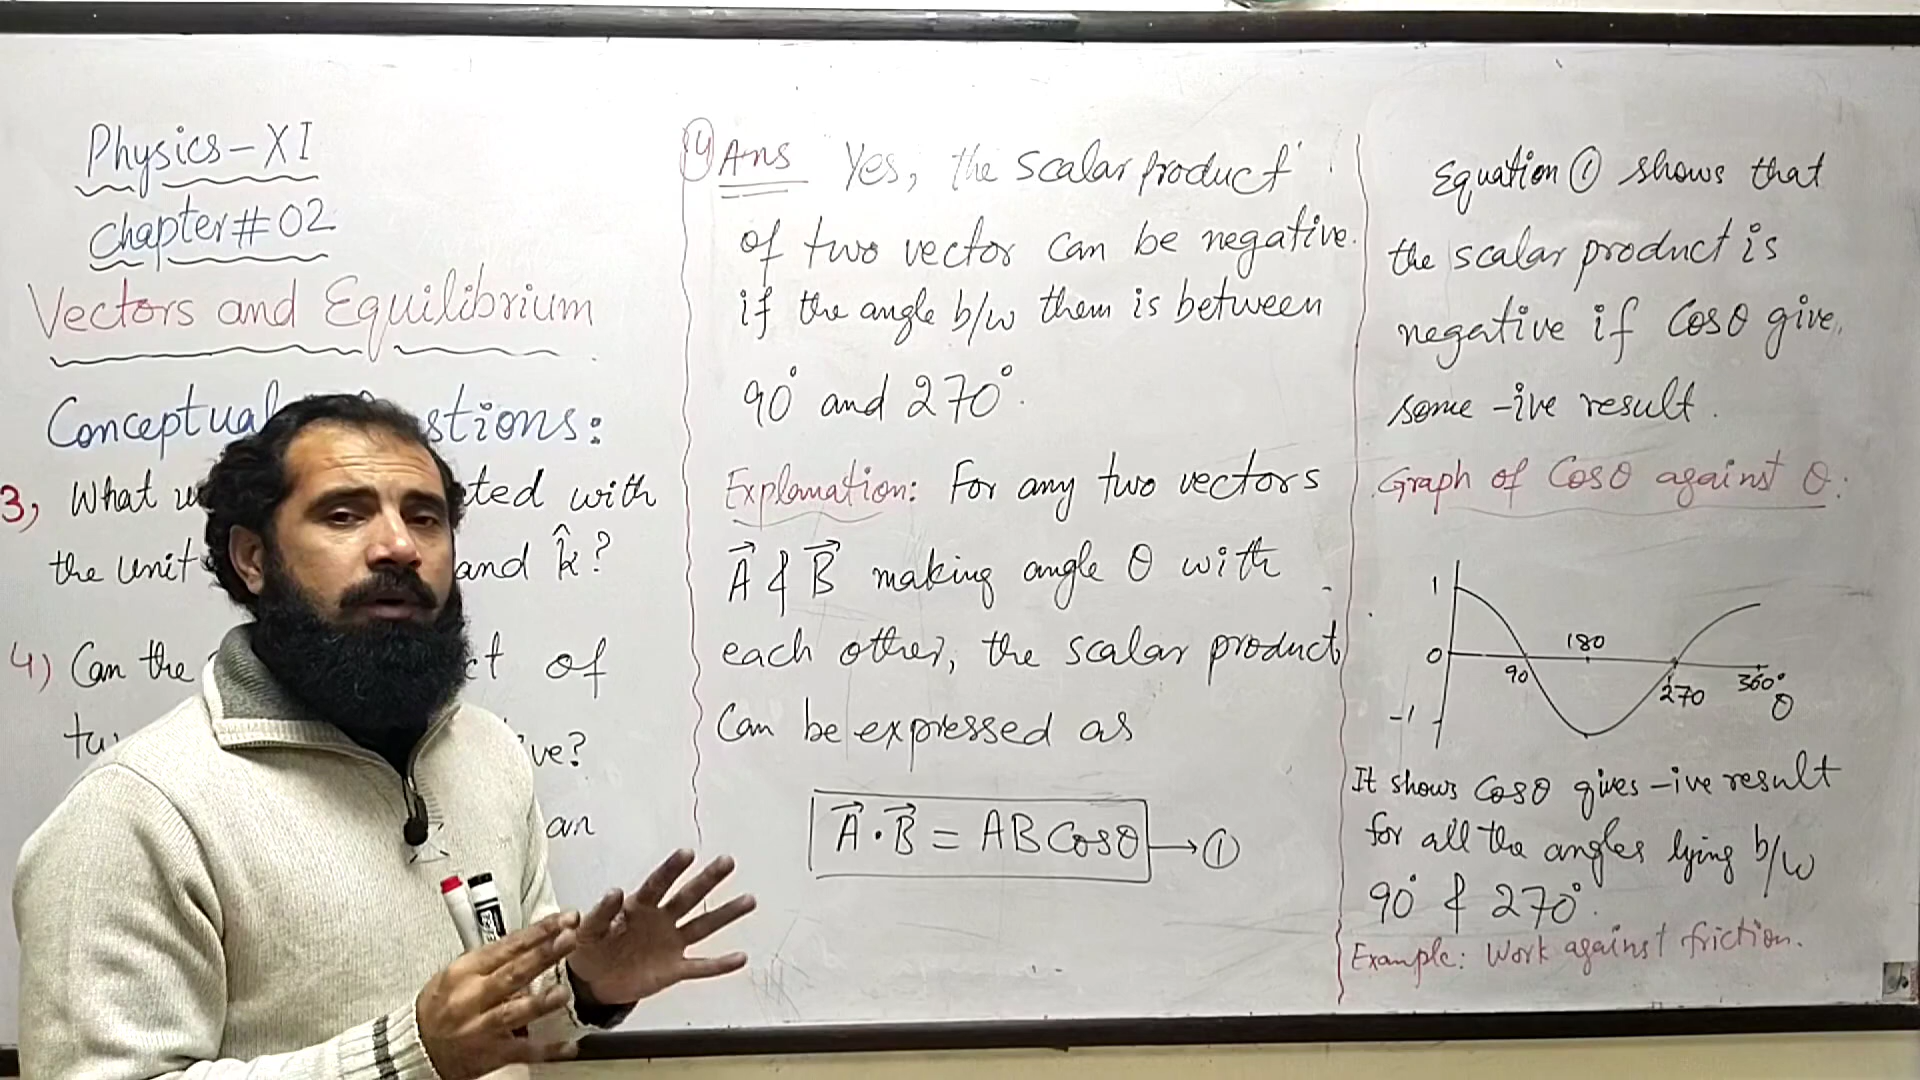 Physics-XI
Chapter#02
Vectors and Equilibrium
Conceptual stions:
3, What ted with
the unit and k̂?
4) Can the ct of
ve?
an
4 Ans Yes, the scalar product
of two vector can be negative.
if the angle b/w them is between
90° and 270°.
Explanation: For any two vectors
A⃗ & B⃗ making angle θ with
each other, the scalar product
Can be expressed as
A⃗ · B⃗ = AB Cosθ → ①
Equation ① shows that
the scalar product is
negative if Cosθ give
some -ive result.
Graph of Cosθ against θ:
1
0
-1
90
180
270
360°
θ
It shows Cosθ gives -ive result
for all the angles lying b/w
90° & 270°.
Example: Work against friction.